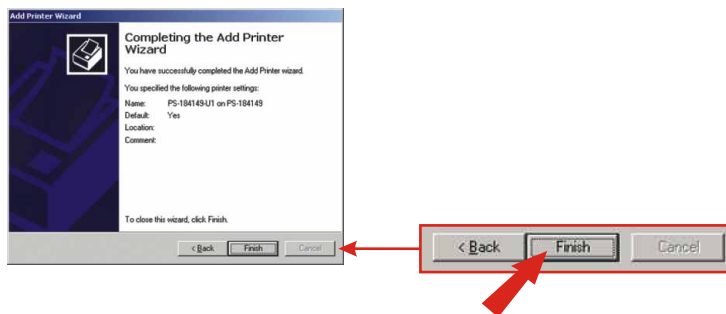 Add Printer Wizard
Completing the Add Printer
Wizard
You have successfully completed the Add Printer wizard.
You specified the following printer settings:
Name: PS-184149-U1 on PS-184149
Default: Yes
Location:
Comment:
To close this wizard, click Finish.
< Back Finish Cancel
< Back Finish Cancel